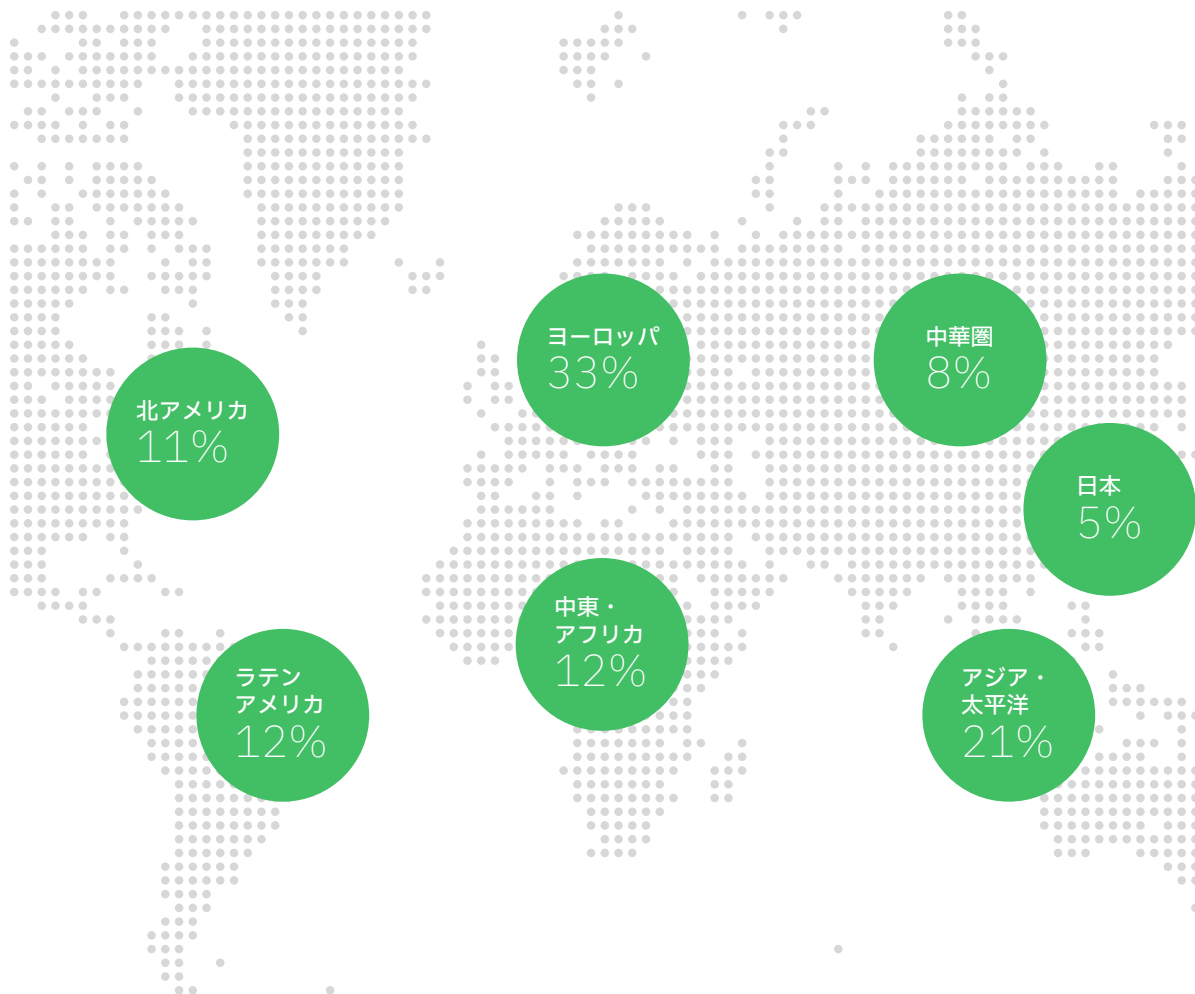 ヨーロッパ
33%
中華圏
8%
北アメリカ
11%
日本
5%
中東・
アフリカ
12%
ラテン
アメリカ
12%
アジア・
太平洋
21%